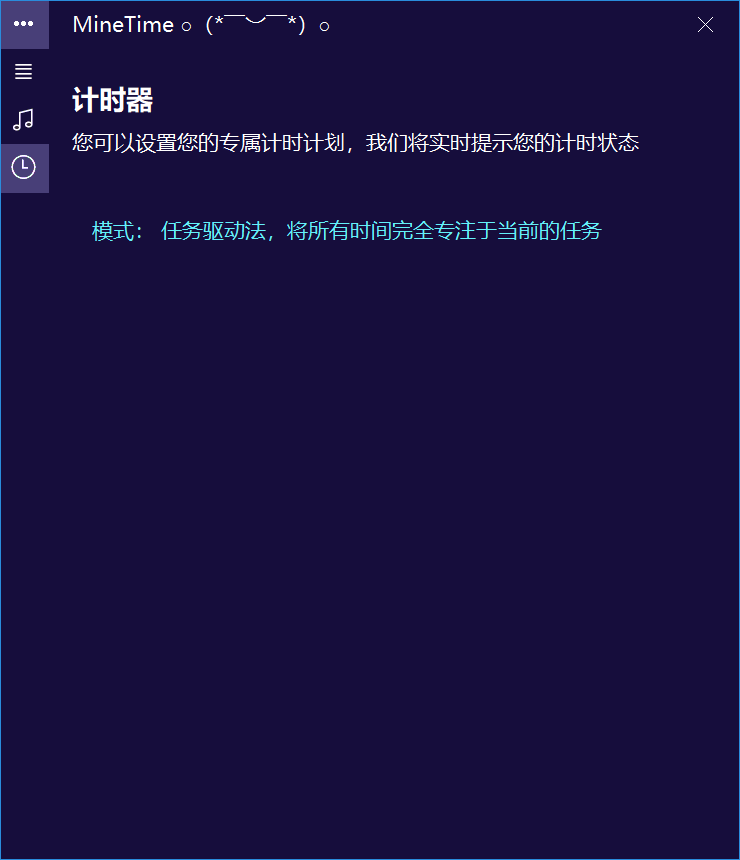 MineTime ○（*￣︶￣*）○
计时器
您可以设置您的专属计时计划，我们将实时提示您的计时状态
模式： 任务驱动法，将所有时间完全专注于当前的任务